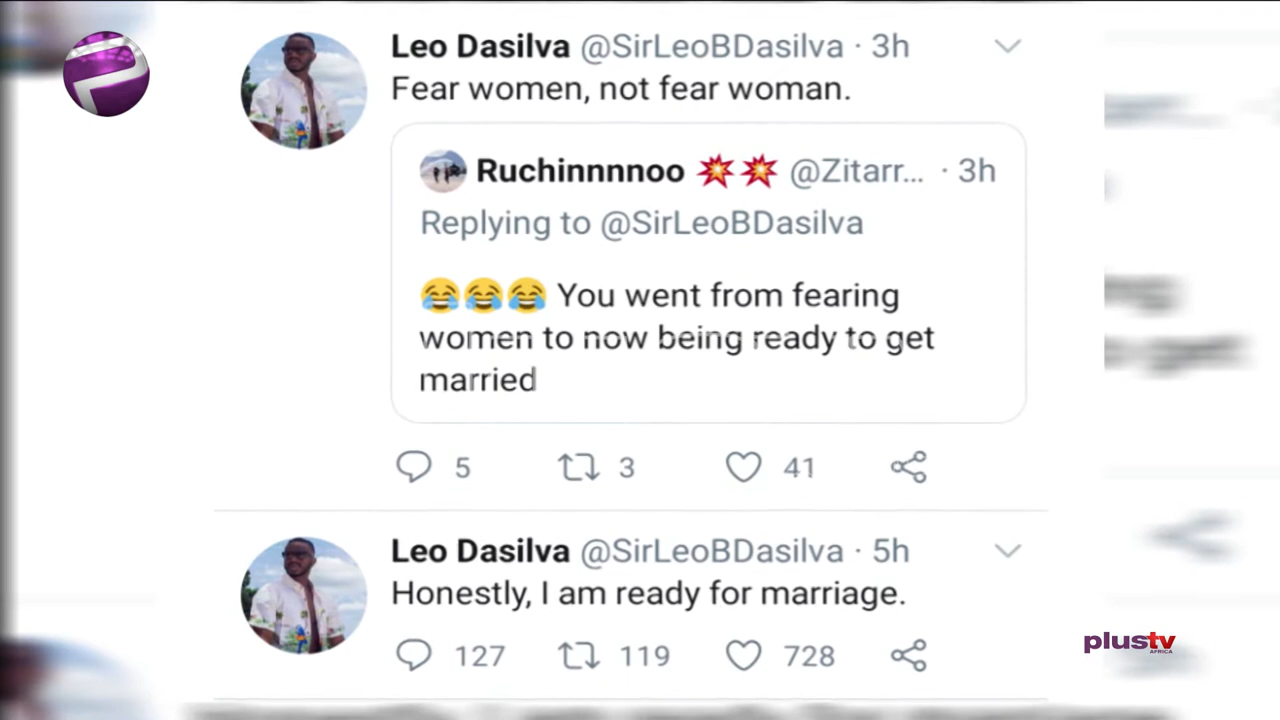 Leo Dasilva @SirLeoBDasilva · 3h
Fear women, not fear woman.
Ruchinnnnoo 💥💥 @Zitarr... · 3h
Replying to @SirLeoBDasilva
😂😂😂 You went from fearing
women to now being ready to get
married
5 3 41
Leo Dasilva @SirLeoBDasilva · 5h
Honestly, I am ready for marriage.
127 119 728
plustv
AFRICA